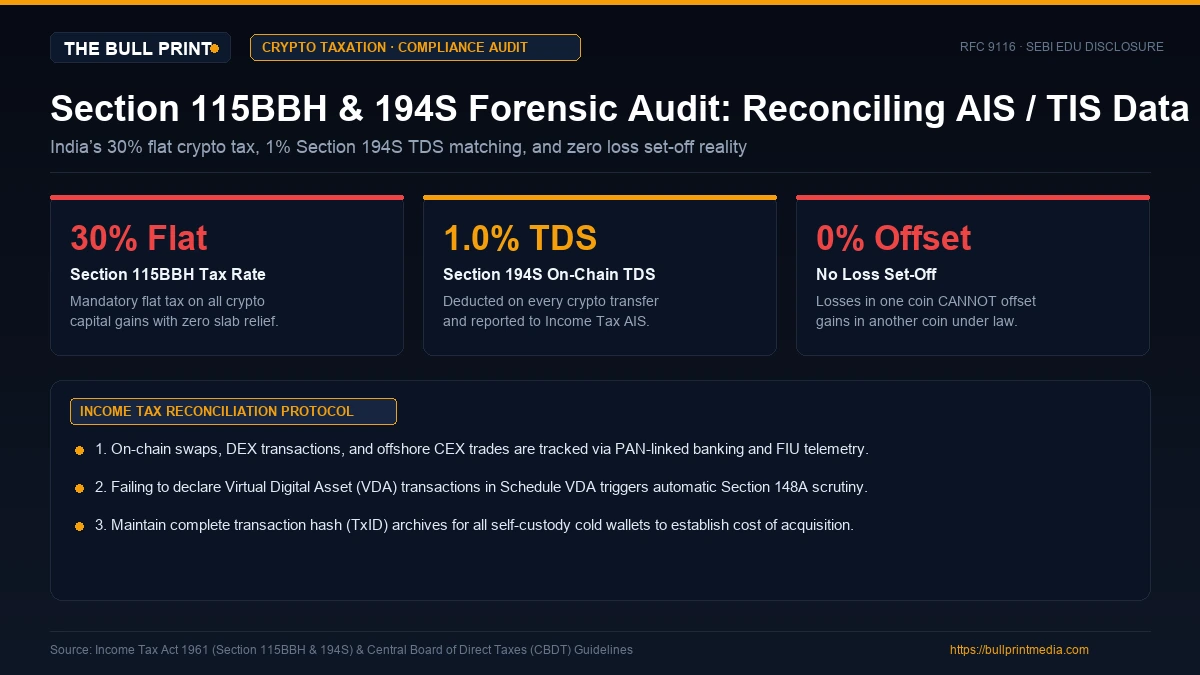 THE BULL PRINT
CRYPTO TAXATION · COMPLIANCE AUDIT
RFC 9116 · SEBI EDU DISCLOSURE
Section 115BBH & 194S Forensic Audit: Reconciling AIS / TIS Data
India's 30% flat crypto tax, 1% Section 194S TDS matching, and zero loss set-off reality
30% Flat
Section 115BBH Tax Rate
Mandatory flat tax on all crypto
capital gains with zero slab relief.
1.0% TDS
Section 194S On-Chain TDS
Deducted on every crypto transfer
and reported to Income Tax AIS.
0% Offset
No Loss Set-Off
Losses in one coin CANNOT offset
gains in another coin under law.
INCOME TAX RECONCILIATION PROTOCOL
1. On-chain swaps, DEX transactions, and offshore CEX trades are tracked via PAN-linked banking and FIU telemetry.
2. Failing to declare Virtual Digital Asset (VDA) transactions in Schedule VDA triggers automatic Section 148A scrutiny.
3. Maintain complete transaction hash (TxID) archives for all self-custody cold wallets to establish cost of acquisition.
Source: Income Tax Act 1961 (Section 115BBH & 194S) & Central Board of Direct Taxes (CBDT) Guidelines
https://bullprintmedia.com